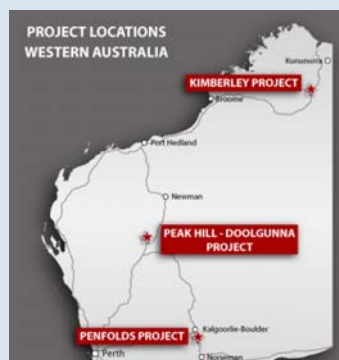 PROJECT LOCATIONS
WESTERN AUSTRALIA
Kununurra
KIMBERLEY PROJECT
Broome
Port Hedland
Newman
PEAK HILL - DOOLGUNNA
PROJECT
PENFOLDS PROJECT
Kalgoorlie-Boulder
Perth
Norseman